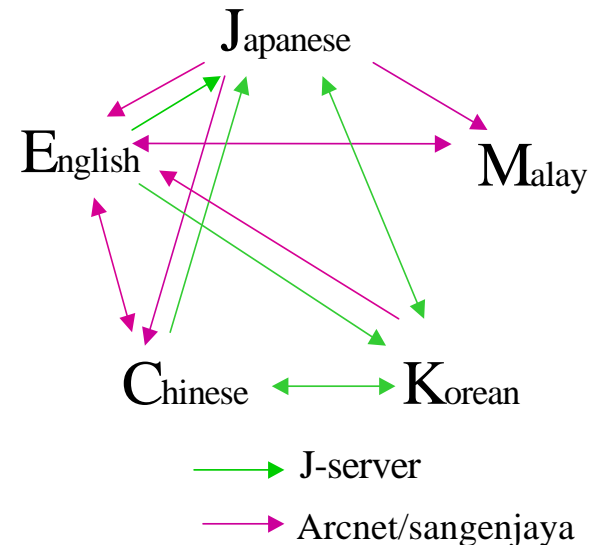 Japanese
English
Malay
Chinese
Korean
J-server
Arcnet/sangenjaya